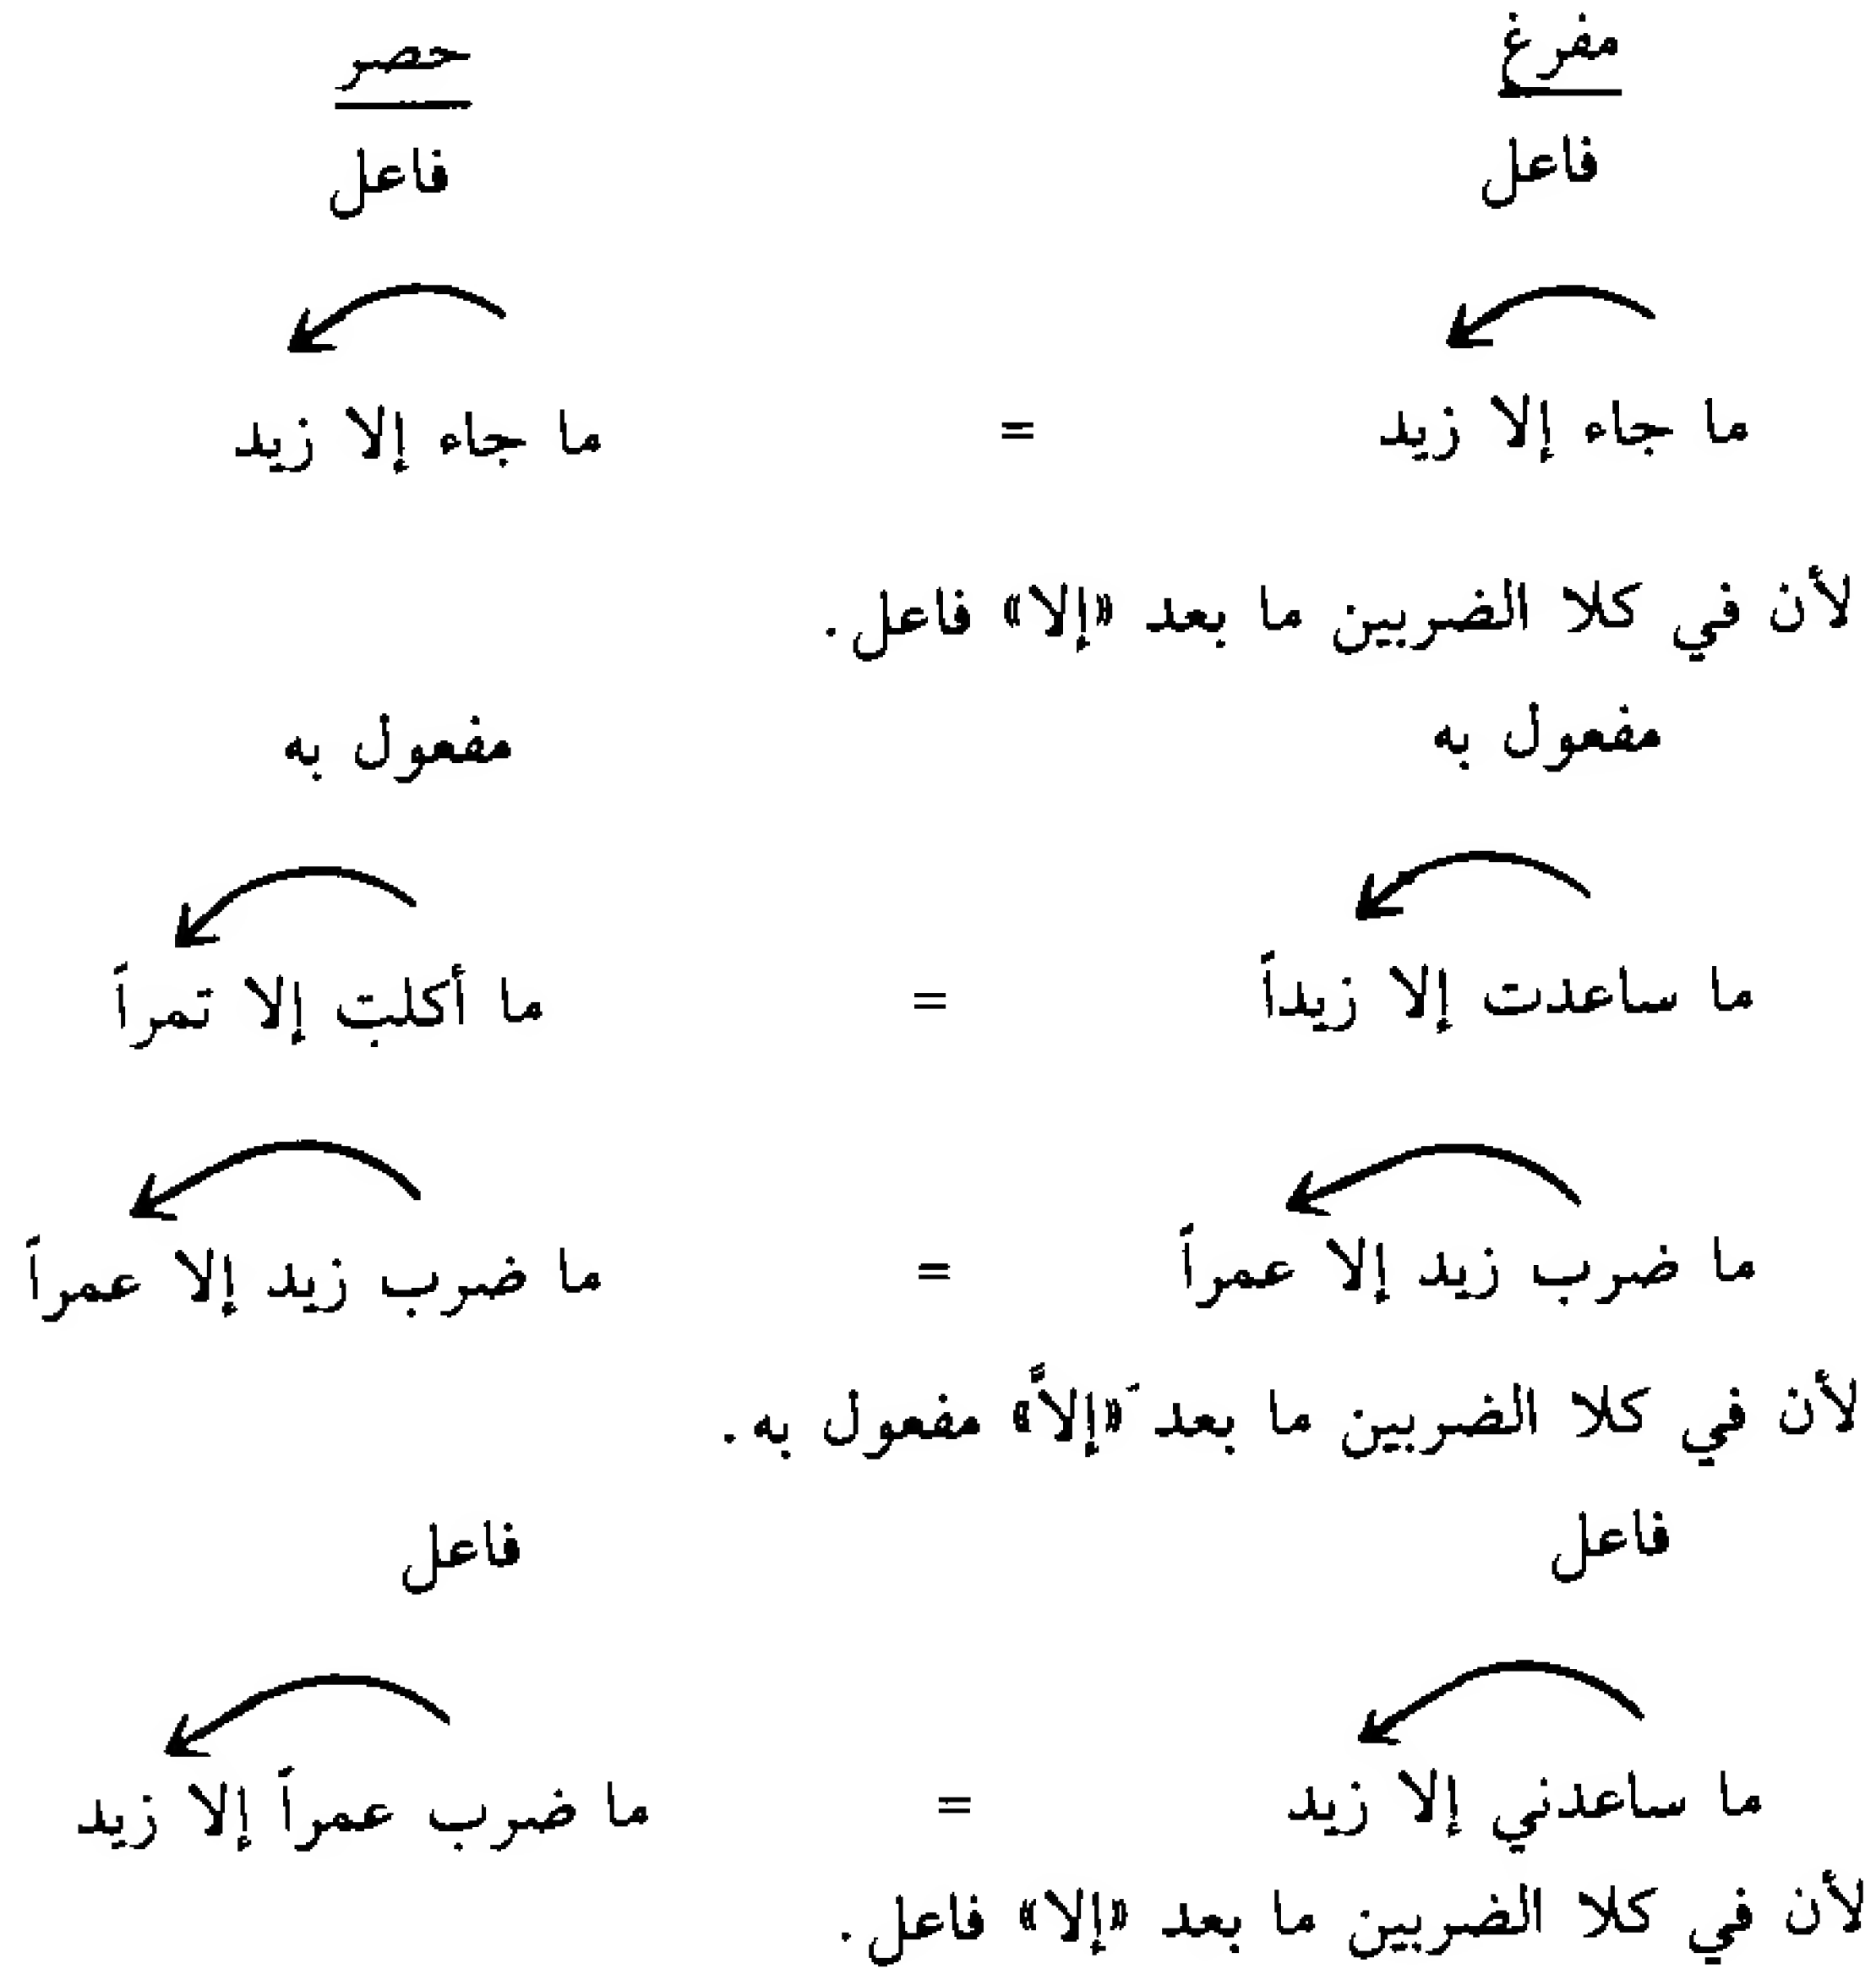 مفرغ حصر
فاعل فاعل
ما جاء إلا زيد = ما جاء إلا زيد
لأن في كلا الضربين ما بعد «إلا» فاعل.
مفعول به مفعول به
ما ساعدت إلا زيداً = ما أكلت إلا تمراً
ما ضرب زيد إلا عمراً = ما ضرب زيد إلا عمراً
لأن في كلا الضربين ما بعد «إلاً» مفعول به.
فاعل فاعل
ما ساعدني إلا زيد = ما ضرب عمراً إلا زيد
لأن في كلا الضربين ما بعد «إلا» فاعل.